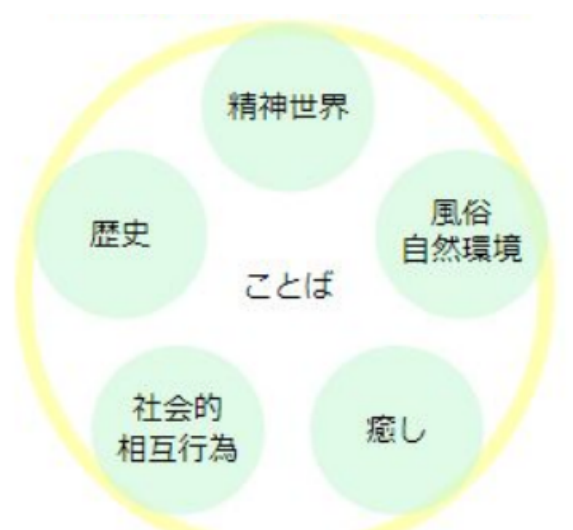 精神世界
歴史
風俗
自然環境
ことば
社会的
相互行為
癒し